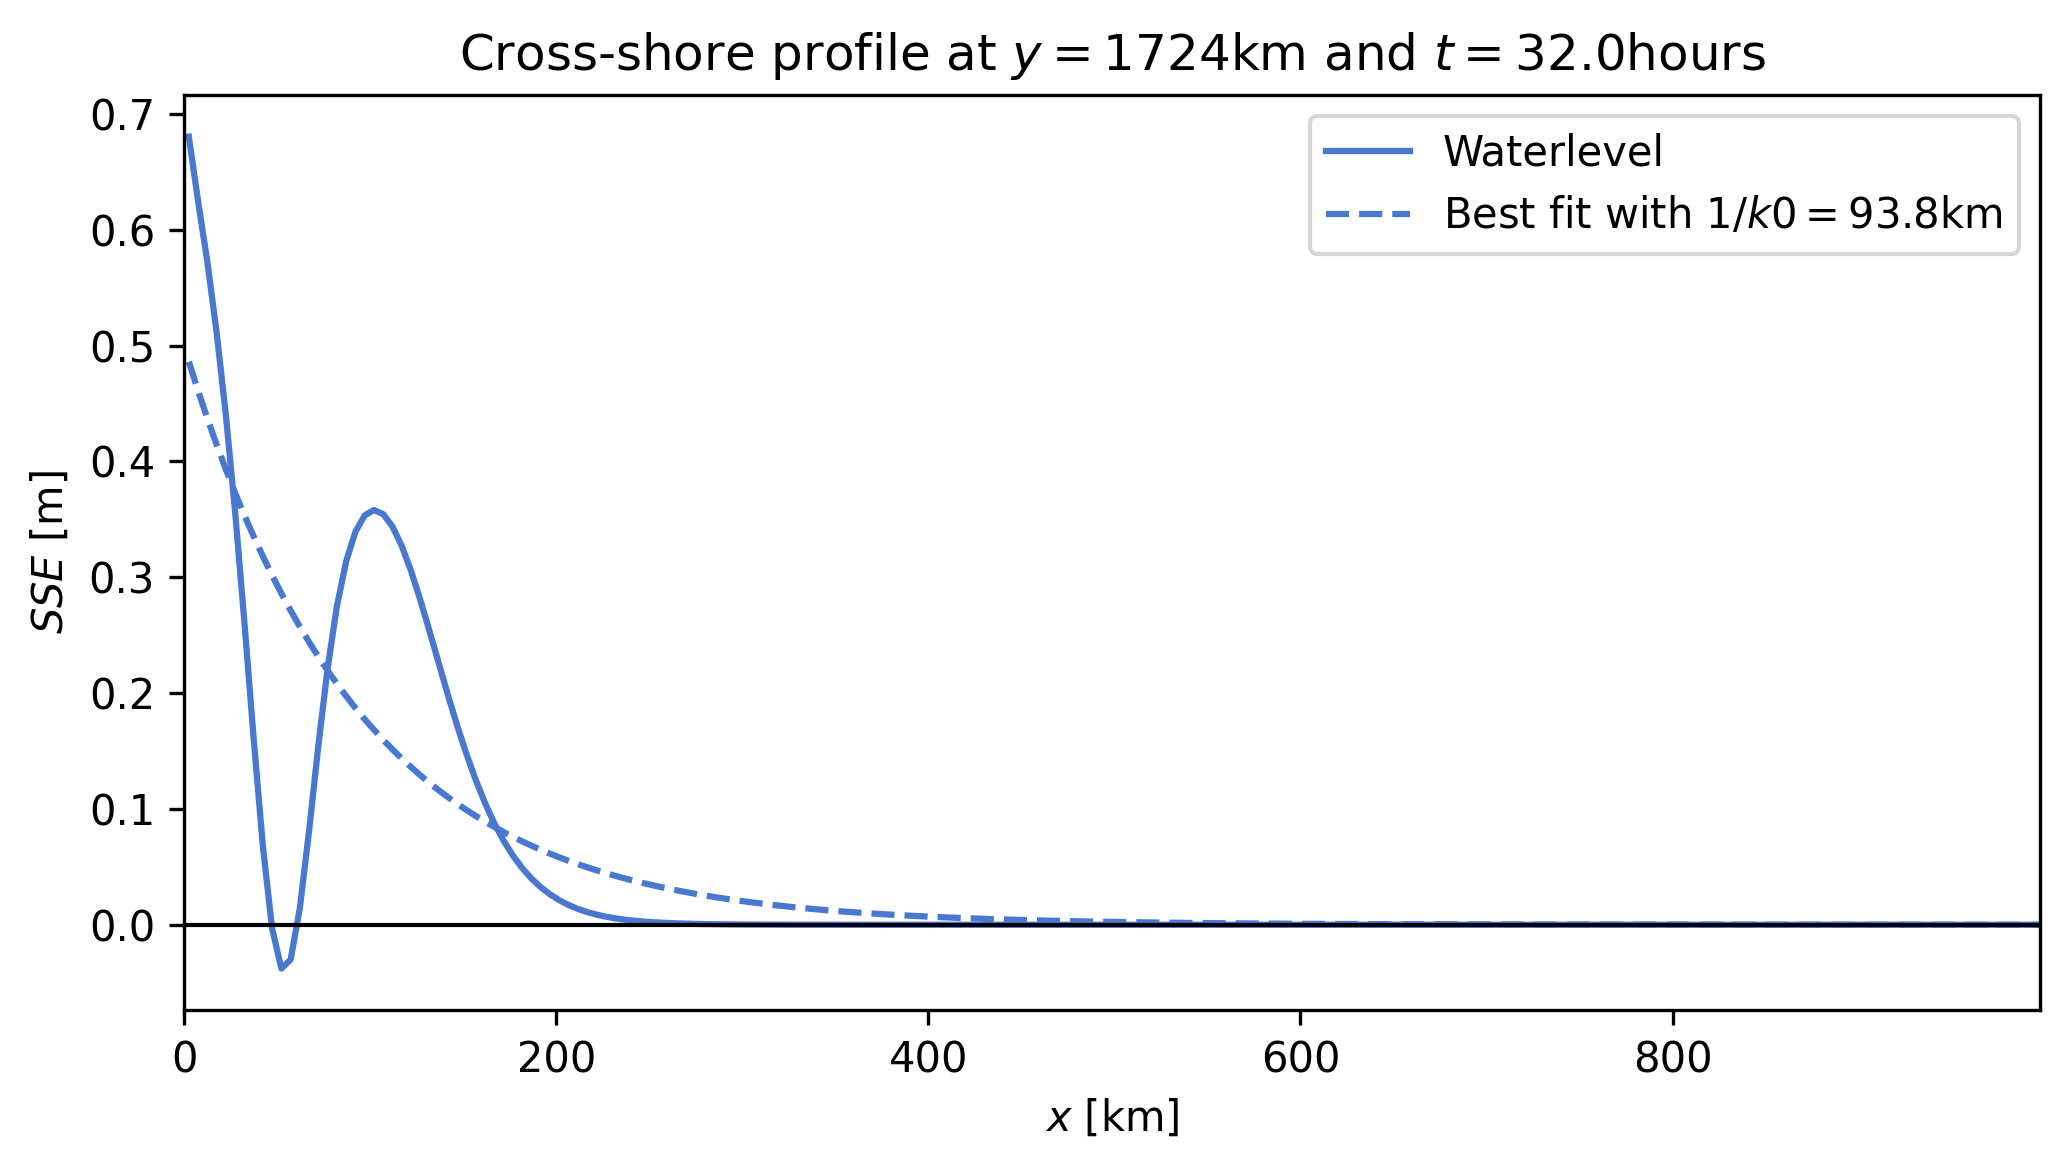 Cross-shore profile at y = 1724km and t = 32.0hours
0.7
0.6
0.5
0.4
0.3
0.2
0.1
0.0
SSE [m]
Waterlevel
Best fit with 1/k0 = 93.8km
0 200 400 600 800
x [km]